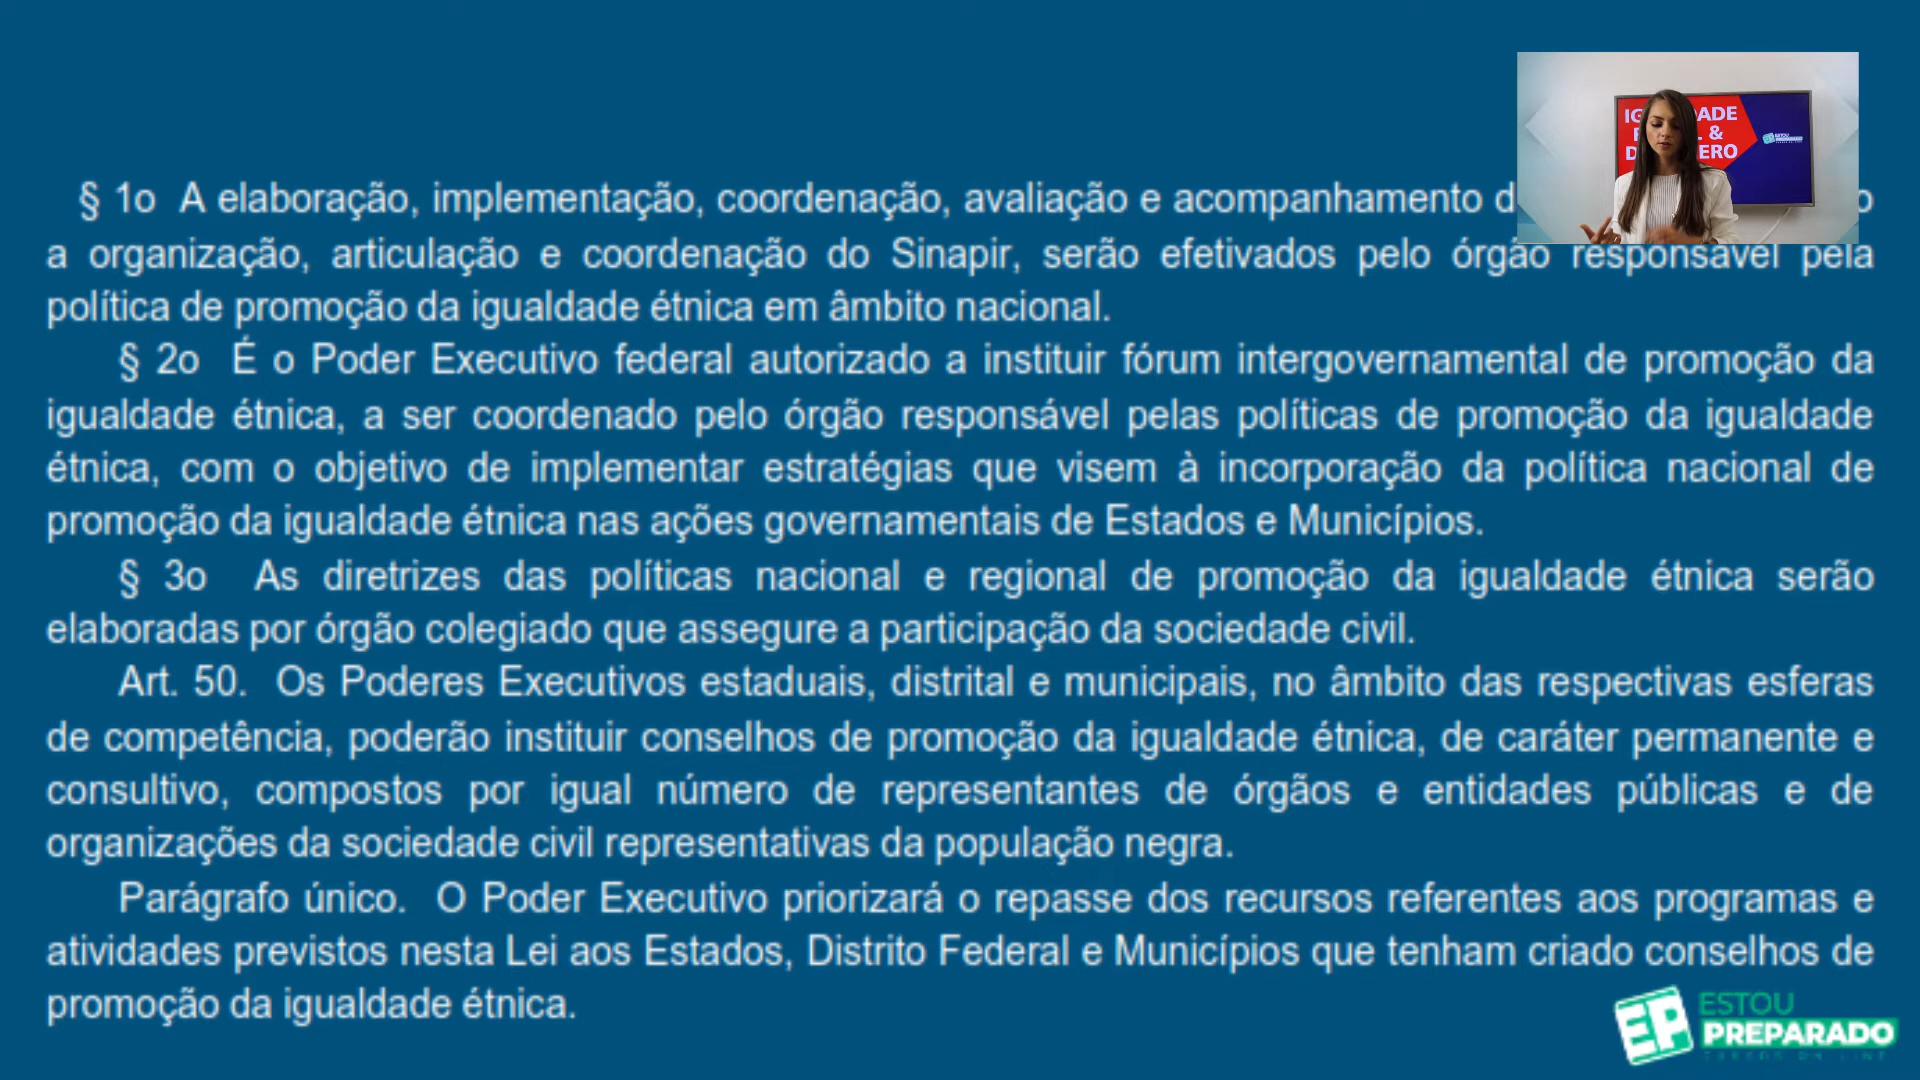 § 1o A elaboração, implementação, coordenação, avaliação e acompanhamento
a organização, articulação e coordenação do Sinapir, serão efetivados pelo órgão responsável pela
política de promoção da igualdade étnica em âmbito nacional.
§ 2o É o Poder Executivo federal autorizado a instituir fórum intergovernamental de promoção da
igualdade étnica, a ser coordenado pelo órgão responsável pelas políticas de promoção da igualdade
étnica, com o objetivo de implementar estratégias que visem à incorporação da política nacional de
promoção da igualdade étnica nas ações governamentais de Estados e Municípios.
§ 3o As diretrizes das políticas nacional e regional de promoção da igualdade étnica serão
elaboradas por órgão colegiado que assegure a participação da sociedade civil.
Art. 50. Os Poderes Executivos estaduais, distrital e municipais, no âmbito das respectivas esferas
de competência, poderão instituir conselhos de promoção da igualdade étnica, de caráter permanente e
consultivo, compostos por igual número de representantes de órgãos e entidades públicas e de
organizações da sociedade civil representativas da população negra.
Parágrafo único. O Poder Executivo priorizará o repasse dos recursos referentes aos programas e
atividades previstos nesta Lei aos Estados, Distrito Federal e Municípios que tenham criado conselhos de
promoção da igualdade étnica.
EP ESTOU
PREPARADO